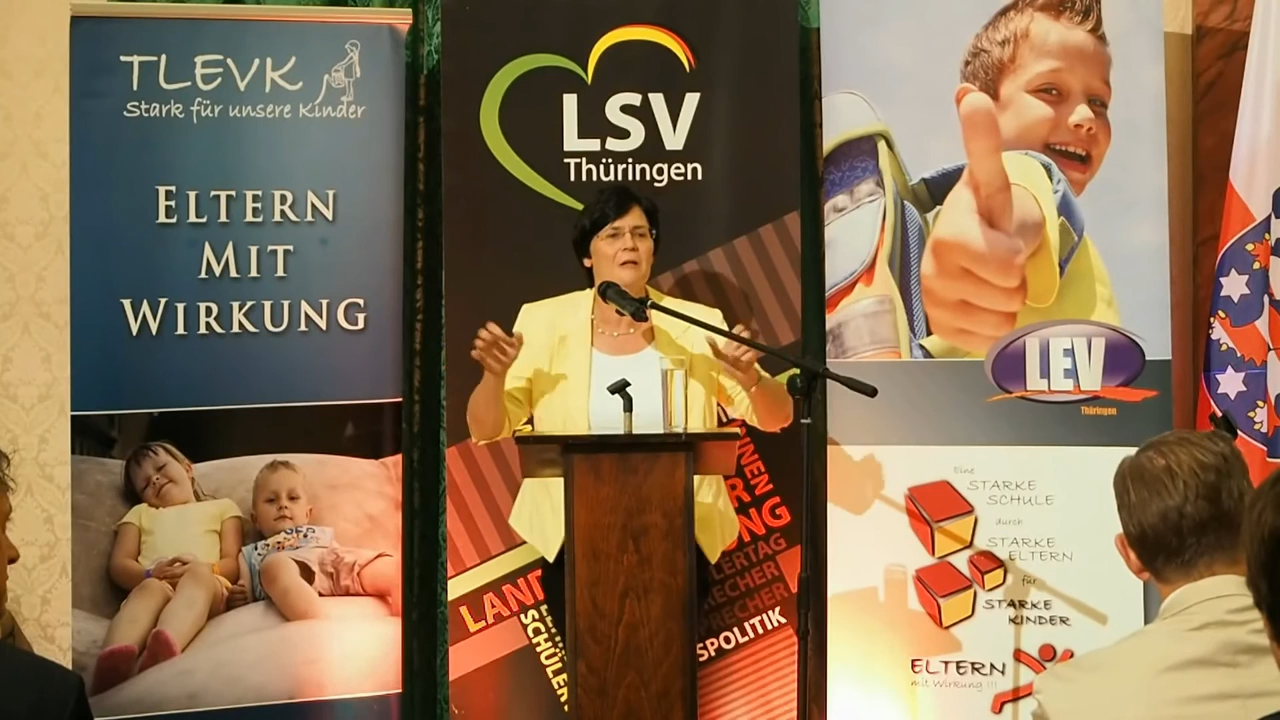 TLEVK
Stark für unsere Kinder
ELTERN
MIT
WIRKUNG
LSV
Thüringen
SCHÜLER
SPOLITIK
LEV
Thüringen
Eine
STARKE
SCHULE
durch
STARKE
ELTERN
für
STARKE
KINDER
ELTERN
mit Wirkung !!!